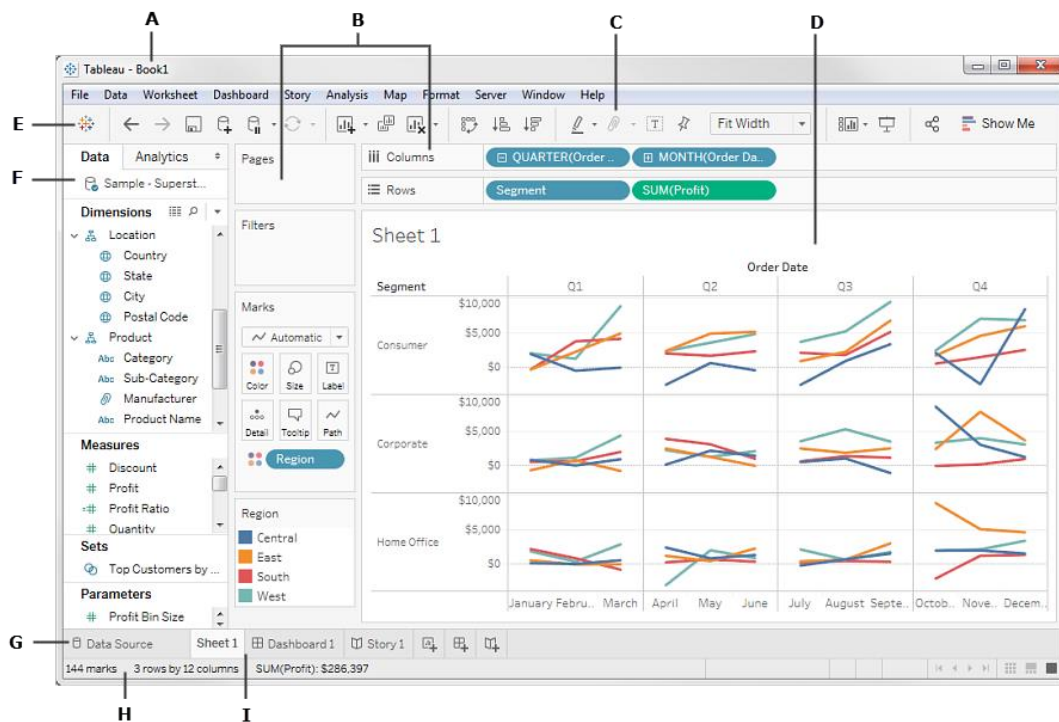 A
B
C
D
Tableau - Book1
File Data Worksheet Dashboard Story Analysis Map Format Server Window Help
E
Fit Width
Show Me
Data Analytics
Pages
Columns
QUARTER(Order ..
MONTH(Order Da..
F
Sample - Superst...
Rows
Segment
SUM(Profit)
Dimensions
Location
Country
State
City
Postal Code
Product
Abc Category
Abc Sub-Category
Manufacturer
Abc Product Name
Measures
# Discount
# Profit
=# Profit Ratio
# Quantity
Sets
Top Customers by ...
Parameters
# Profit Bin Size
Filters
Marks
Automatic
Color Size Label
Detail Tooltip Path
Region
Region
Central
East
South
West
Sheet 1
Order Date
Segment Q1 Q2 Q3 Q4
Consumer
$10,000
$5,000
$0
Corporate
$10,000
$5,000
$0
Home Office
$10,000
$5,000
$0
January Febru.. March April May June July August Septe.. Octob.. Nove.. Decem..
G
Data Source Sheet 1 Dashboard 1 Story 1
144 marks 3 rows by 12 columns SUM(Profit): $286,397
H
I